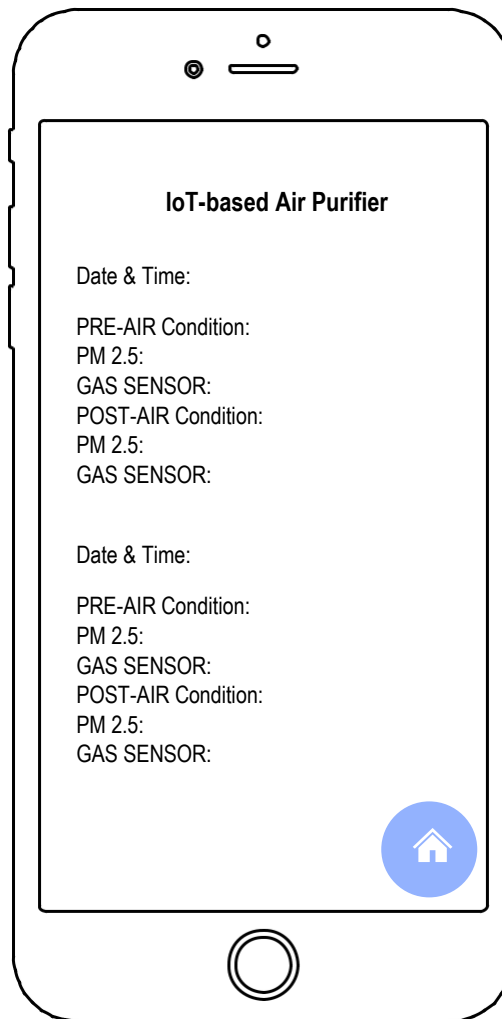 IoT-based Air Purifier
Date & Time:
PRE-AIR Condition:
PM 2.5:
GAS SENSOR:
POST-AIR Condition:
PM 2.5:
GAS SENSOR:
Date & Time:
PRE-AIR Condition:
PM 2.5:
GAS SENSOR:
POST-AIR Condition:
PM 2.5:
GAS SENSOR: